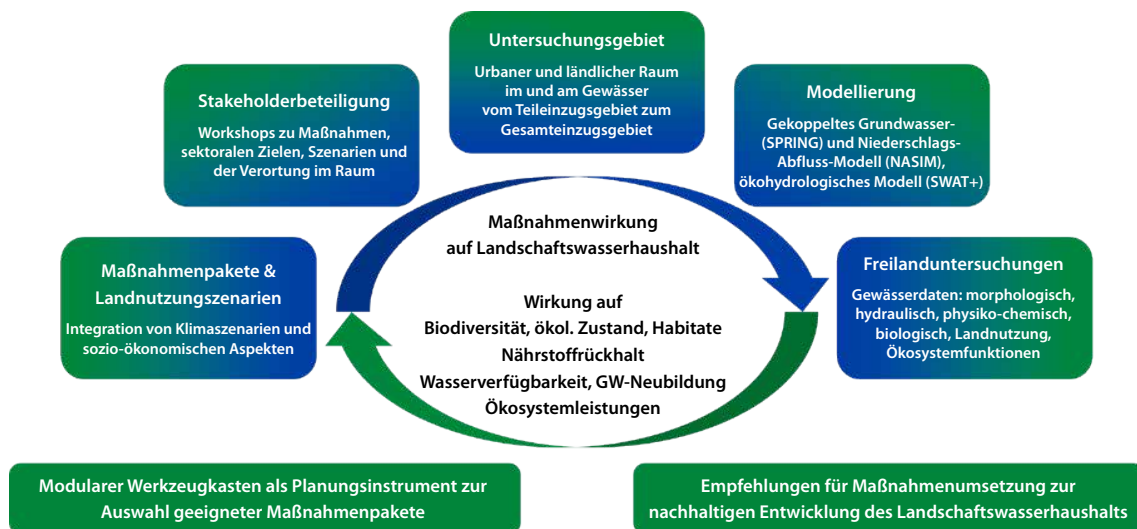 Untersuchungsgebiet
Urbaner und ländlicher Raum
im und am Gewässer
vom Teileinzugsgebiet zum
Gesamteinzugsgebiet
Stakeholderbeteiligung
Workshops zu Maßnahmen,
sektoralen Zielen, Szenarien und
der Verortung im Raum
Modellierung
Gekoppeltes Grundwasser-
(SPRING) und Niederschlags-
Abfluss-Modell (NASIM),
ökohydrologisches Modell (SWAT+)
Maßnahmenpakete &
Landnutzungszenarien
Integration von Klimaszenarien und
sozio-ökonomischen Aspekten
Maßnahmenwirkung
auf Landschaftswasserhaushalt
Wirkung auf
Biodiversität, ökol. Zustand, Habitate
Nährstoffrückhalt
Wasserverfügbarkeit, GW-Neubildung
Ökosystemleistungen
Freilanduntersuchungen
Gewässerdaten: morphologisch,
hydraulisch, physiko-chemisch,
biologisch, Landnutzung,
Ökosystemfunktionen
Modularer Werkzeugkasten als Planungsinstrument zur
Auswahl geeigneter Maßnahmenpakete
Empfehlungen für Maßnahmenumsetzung zur
nachhaltigen Entwicklung des Landschaftswasserhaushalts